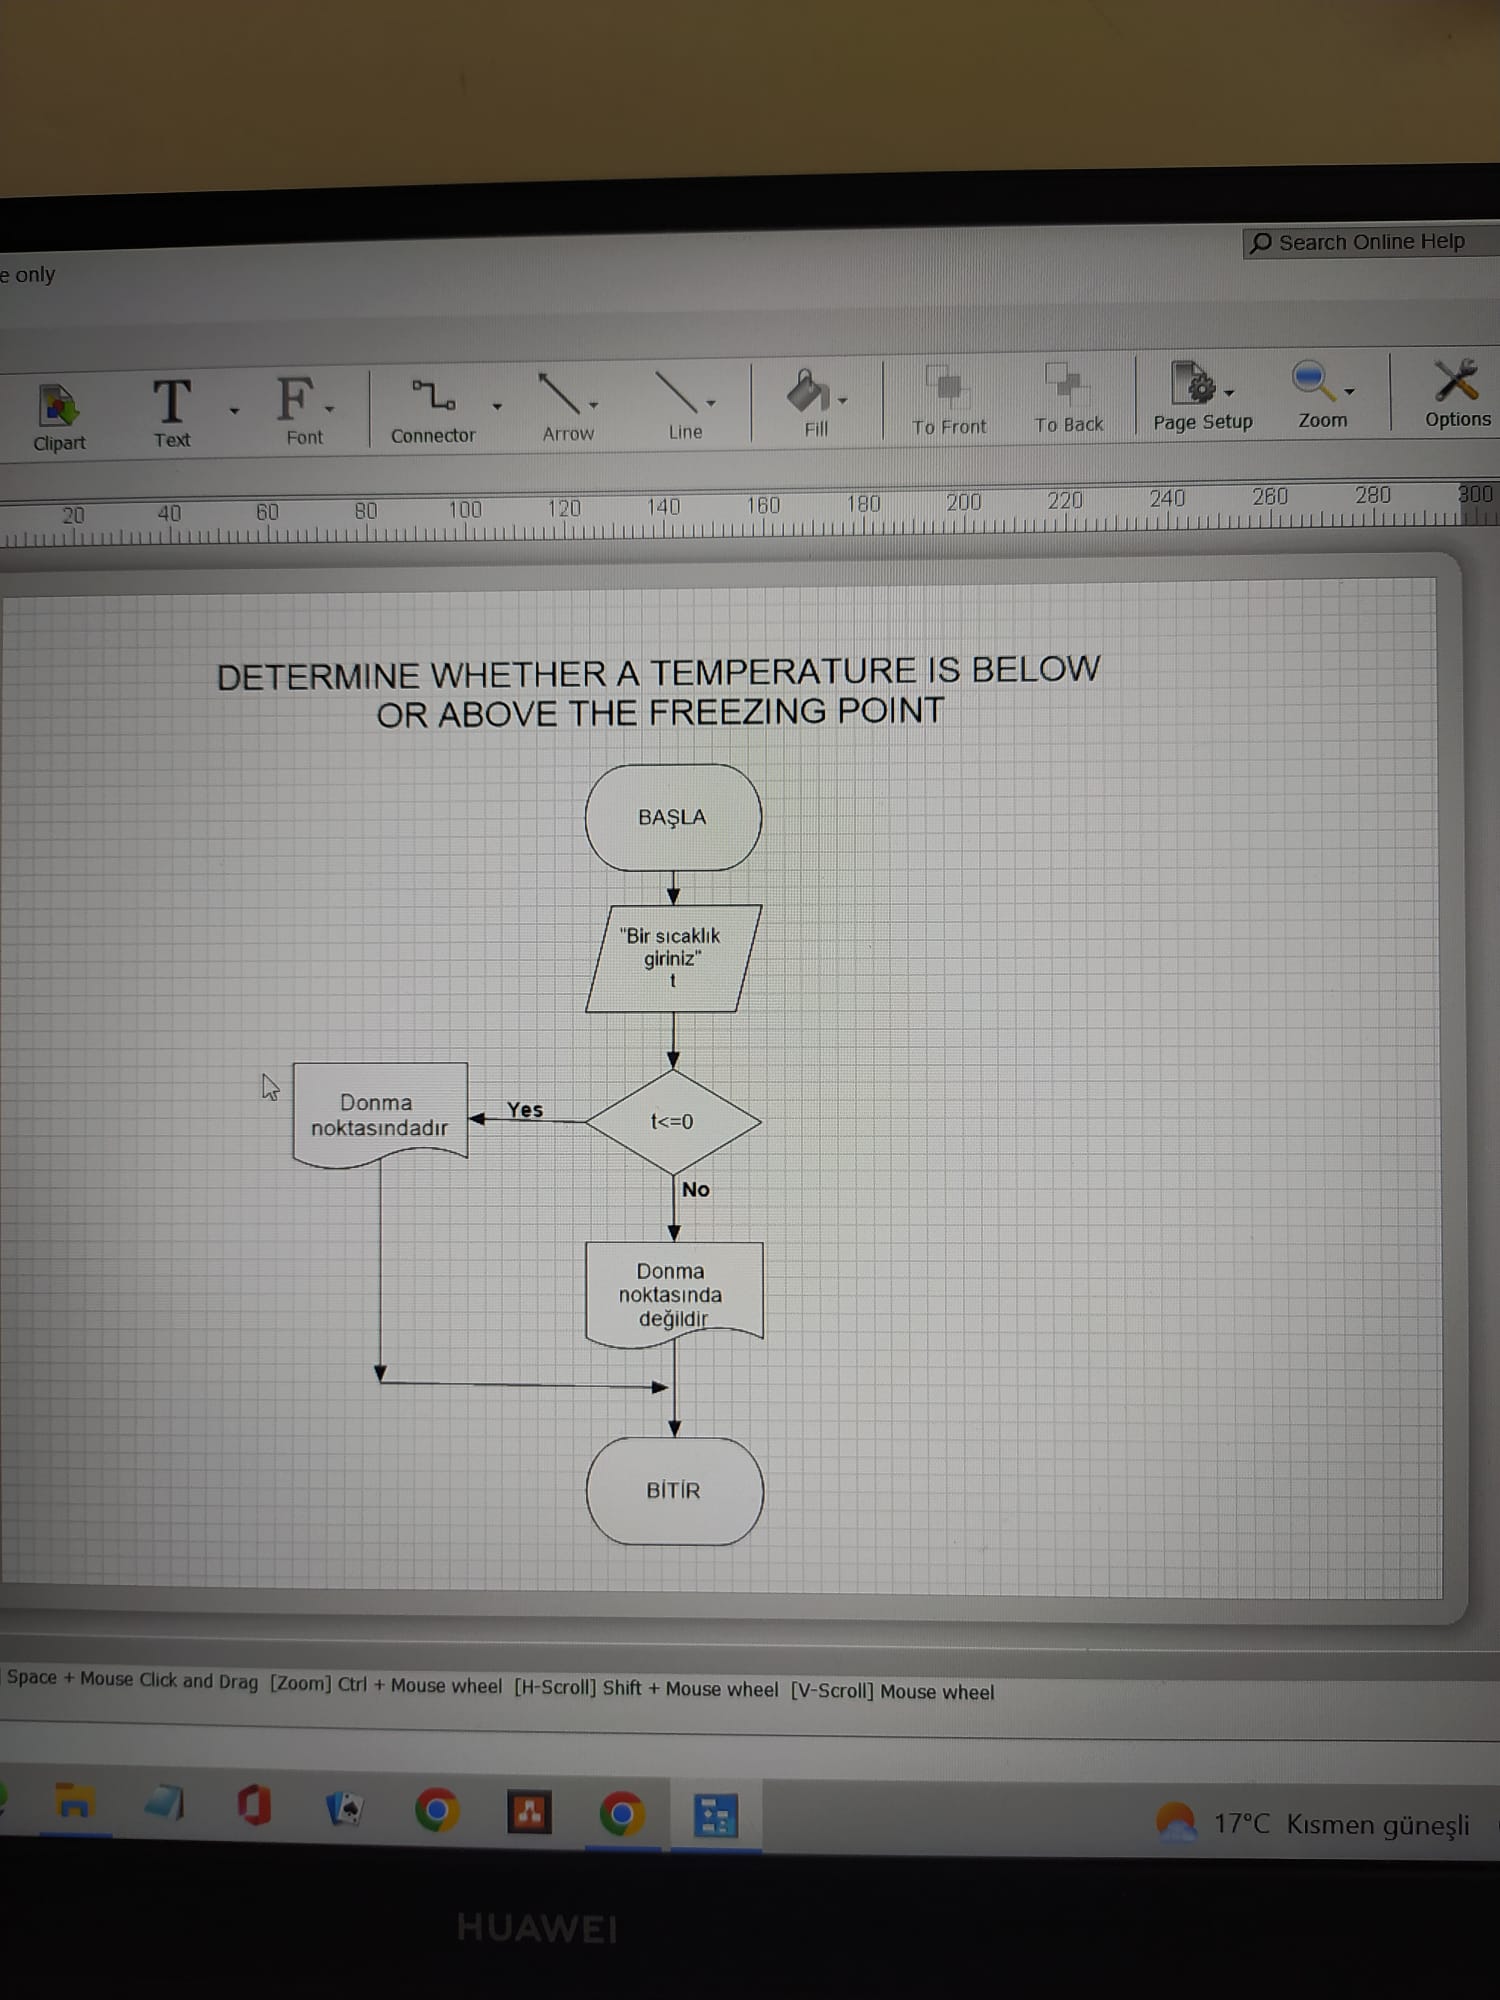 Search Online Help
e only
Clipart
Text
Font
Connector
Arrow
Line
Fill
To Front
To Back
Page Setup
Zoom
Options
20 40 60 80 100 120 140 160 180 200 220 240 260 280 300
DETERMINE WHETHER A TEMPERATURE IS BELOW
OR ABOVE THE FREEZING POINT
BAŞLA
"Bir sıcaklık
giriniz"
t
t<=0
Yes
Donma
noktasındadır
No
Donma
noktasında
değildir
BİTİR
Space + Mouse Click and Drag [Zoom] Ctrl + Mouse wheel [H-Scroll] Shift + Mouse wheel [V-Scroll] Mouse wheel
17°C Kısmen güneşli
HUAWEI